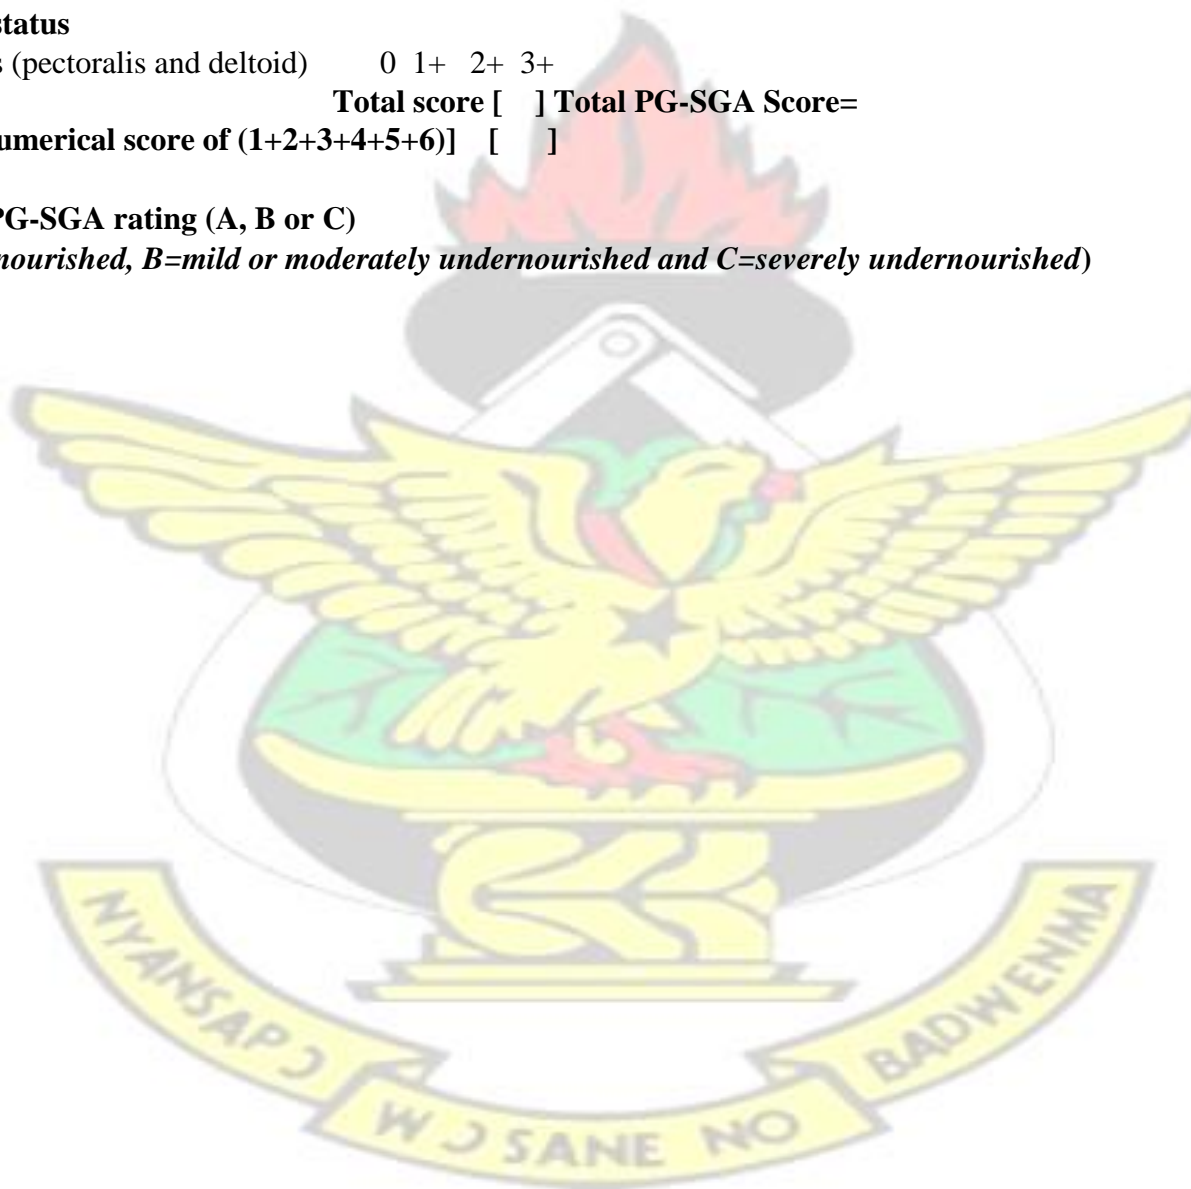 status
s (pectoralis and deltoid) 0 1+ 2+ 3+
Total score [ ] Total PG-SGA Score=
umerical score of (1+2+3+4+5+6)] [ ]
PG-SGA rating (A, B or C)
nourished, B=mild or moderately undernourished and C=severely undernourished)
NYANSAPƆ
WƆ SANE NO
BADWENMA